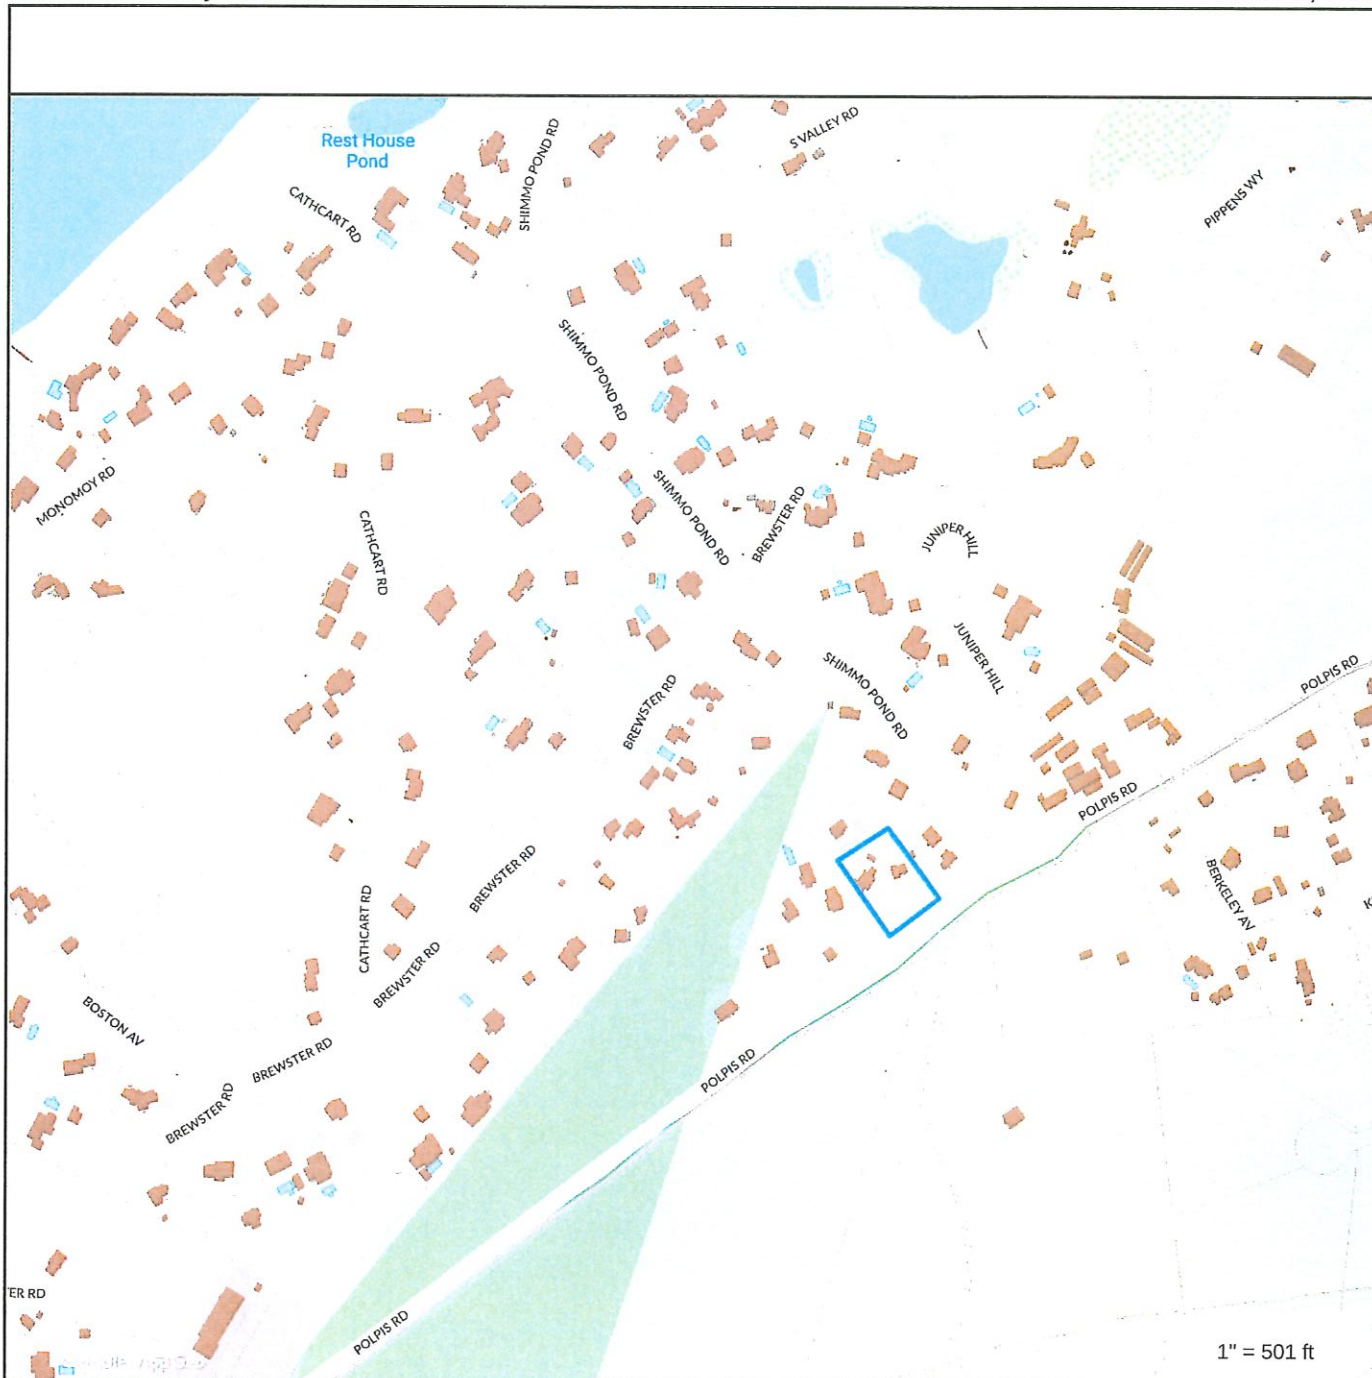 S VALLEY RD
Rest House
Pond
SHIMMO POND RD
CATHCART RD
PIPPENS WY
SHIMMO POND RD
MONOMOY RD
SHIMMO POND RD
BREWSTER RD
CATHCART RD
JUNIPER HILL
JUNIPER HILL
SHIMMO POND RD
POLPIS RD
BREWSTER RD
POLPIS RD
BREWSTER RD
BERKELEY AV
CATHCART RD
BREWSTER RD
BOSTON AV
BREWSTER RD
POLPIS RD
BREWSTER RD
ER RD
POLPIS RD
1" = 501 ft